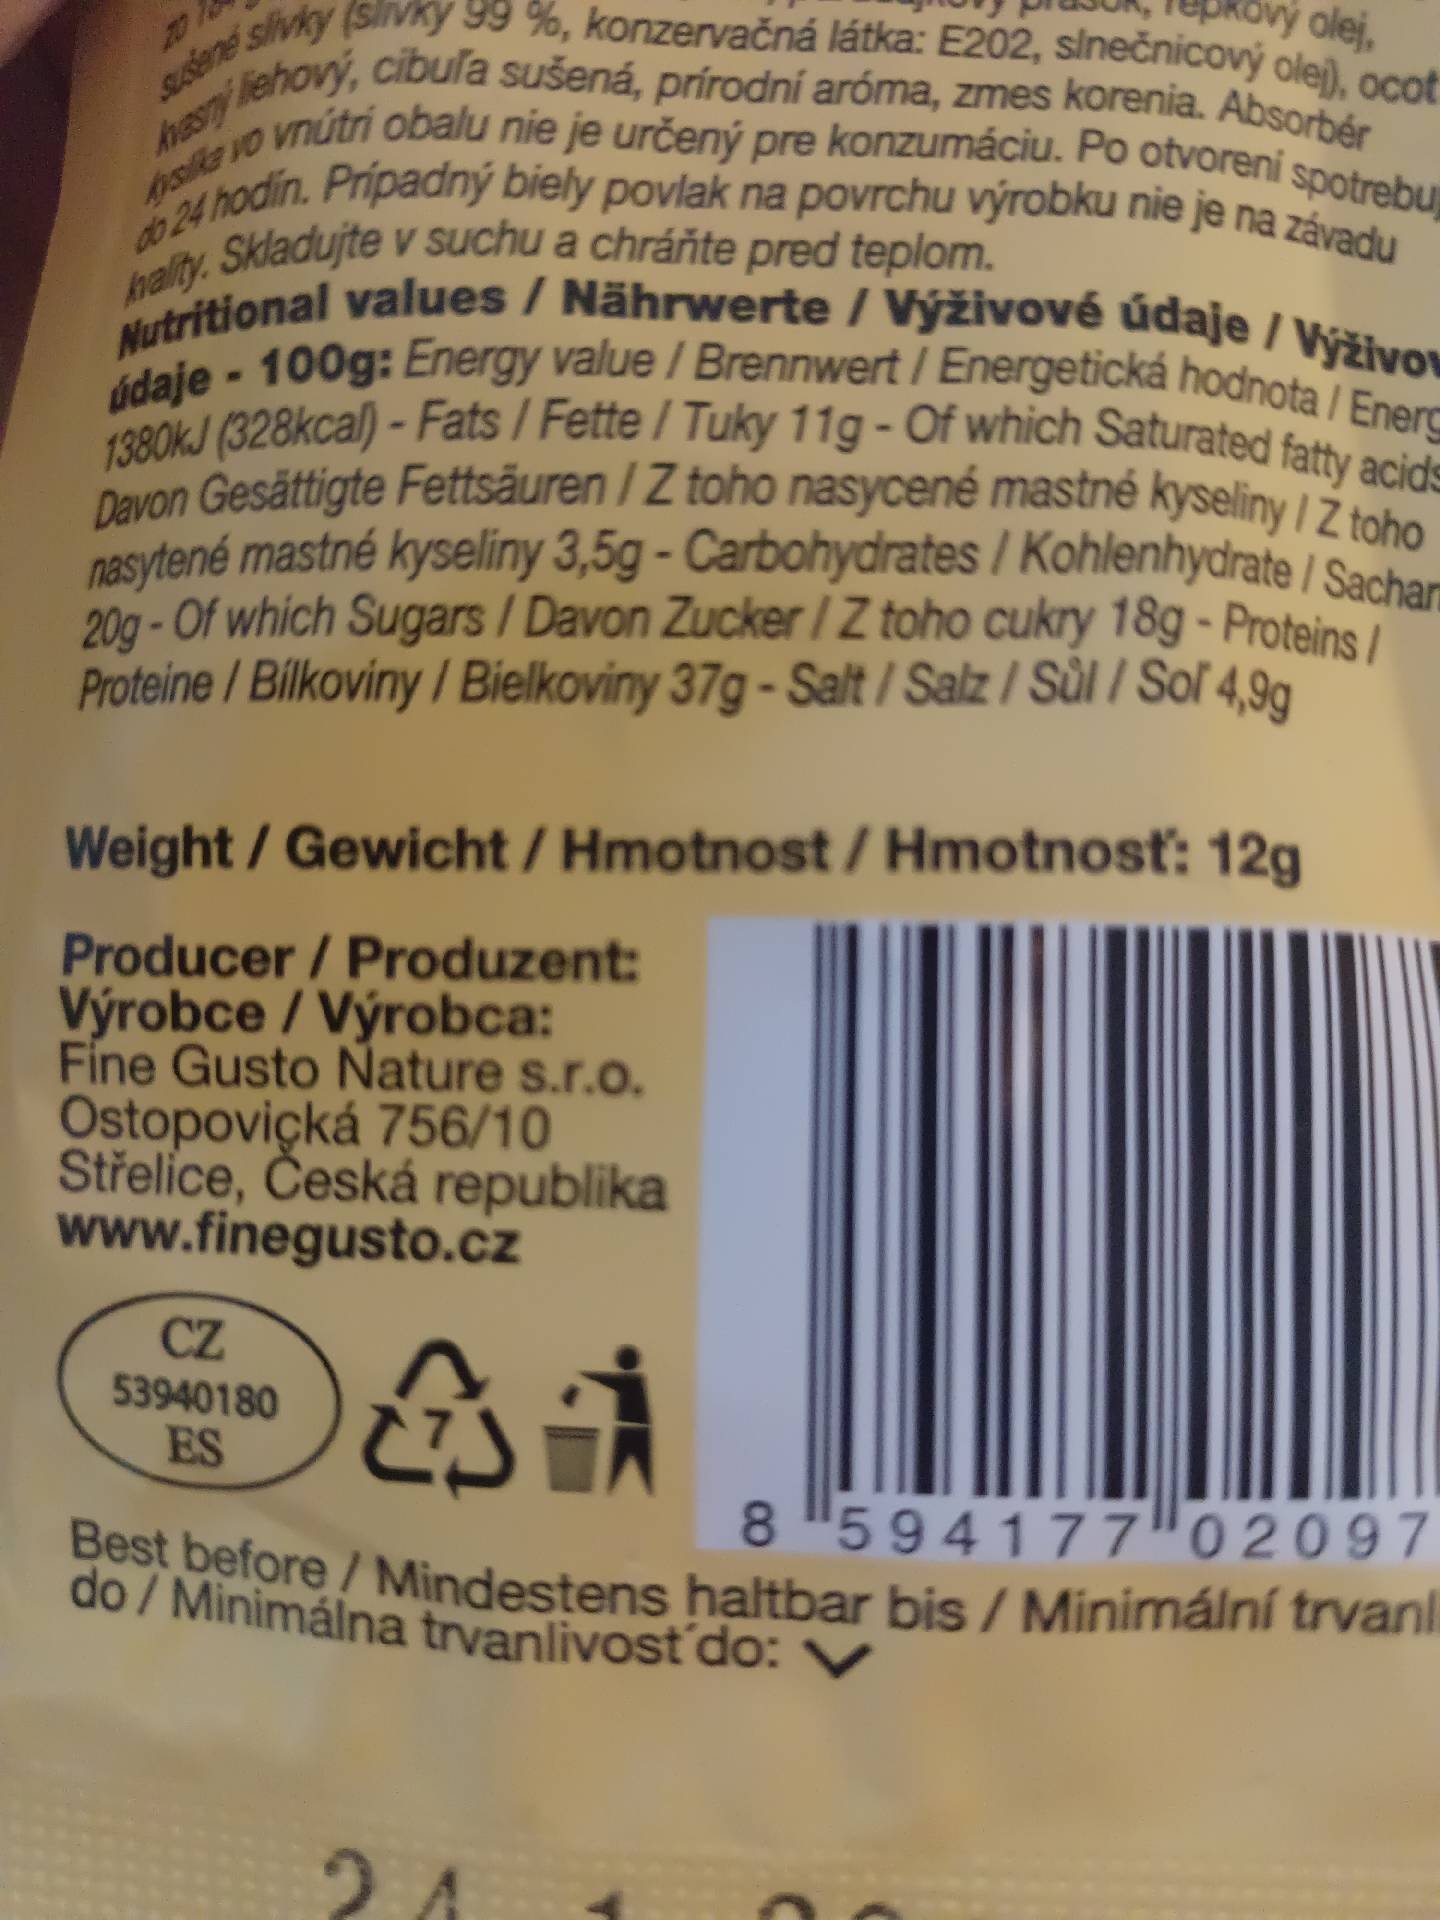 olej,
sušené slivky (slivky 99 %, konzervačná látka: E202, slnečnicový olej), ocot
kvasný liehový, cibuľa sušená, prírodní aróma, zmes korenia. Absorbér
kyslíka vo vnútri obalu nie je určený pre konzumáciu. Po otvorení spotrebuj
do 24 hodín. Prípadný biely povlak na povrchu výrobku nie je na závadu
kvality. Skladujte v suchu a chráňte pred teplom.
Nutritional values / Nährwerte / Výživové údaje / Výživov
údaje - 100g: Energy value / Brennwert / Energetická hodnota / Energ
1380kJ (328kcal) - Fats / Fette / Tuky 11g - Of which Saturated fatty acids
Davon Gesättigte Fettsäuren / Z toho nasycené mastné kyseliny / Z toho
nasytené mastné kyseliny 3,5g - Carbohydrates / Kohlenhydrate / Sachar
20g - Of which Sugars / Davon Zucker / Z toho cukry 18g - Proteins /
Proteine / Bílkoviny / Bielkoviny 37g - Salt / Salz / Sůl / Soľ 4,9g
Weight / Gewicht / Hmotnost / Hmotnosť: 12g
Producer / Produzent:
Výrobce / Výrobca:
Fine Gusto Nature s.r.o.
Ostopovická 756/10
Střelice, Česká republika
www.finegusto.cz
CZ
53940180
ES
7
8 594177 02097
Best before / Mindestens haltbar bis / Minimální trvanl
do / Minimálna trvanlivosť do: